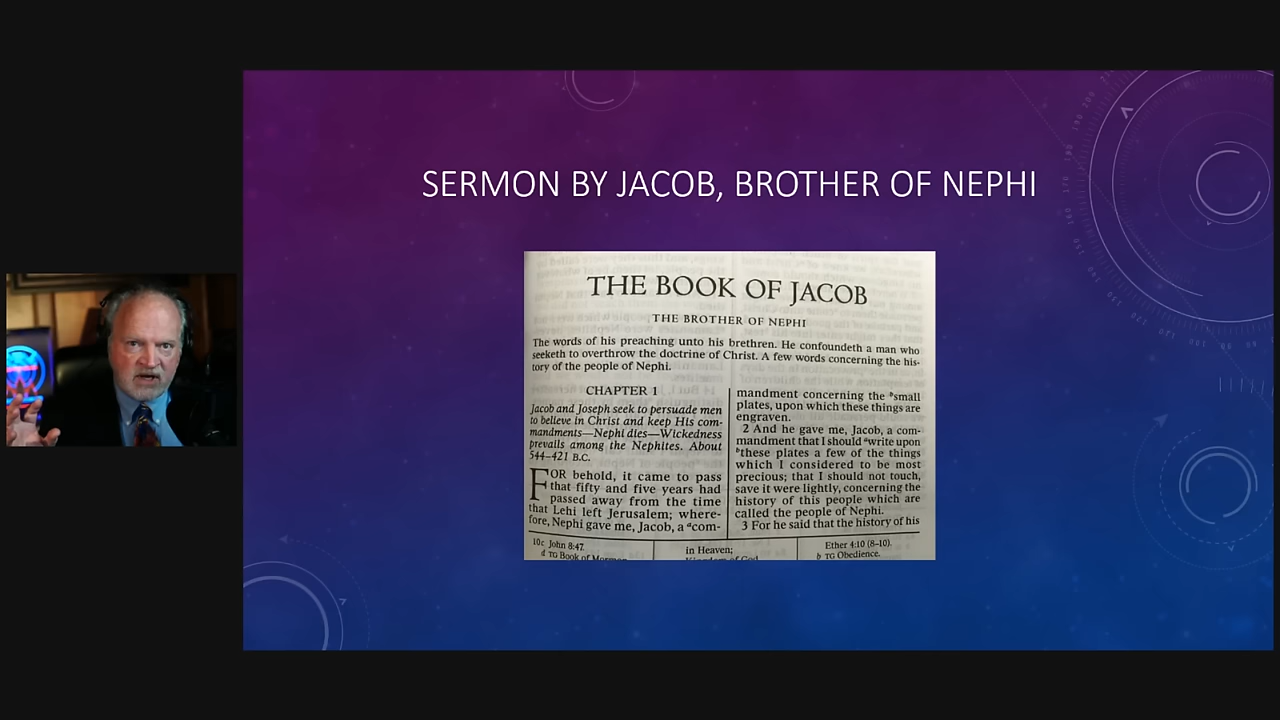 SERMON BY JACOB, BROTHER OF NEPHI
THE BOOK OF JACOB
THE BROTHER OF NEPHI
The words of his preaching unto his brethren. He confoundeth a man who
seeketh to overthrow the doctrine of Christ. A few words concerning the his-
tory of the people of Nephi.
CHAPTER 1
Jacob and Joseph seek to persuade men
to believe in Christ and keep His com-
mandments—Nephi dies—Wickedness
prevails among the Nephites. About
544–421 B.C.
FOR behold, it came to pass
that fifty and five years had
passed away from the time
that Lehi left Jerusalem; where-
fore, Nephi gave me, Jacob, a acom-
mandment concerning the bsmall
plates, upon which these things are
engraven.
2 And he gave me, Jacob, a com-
mandment that I should awrite upon
bthese plates a few of the things
which I considered to be most
precious; that I should not touch,
save it were lightly, concerning the
history of this people which are
called the people of Nephi.
3 For he said that the history of his
10c John 8:47.
d TG Book of Mormon
in Heaven;
Kingdom of God
Ether 4:10 (8–10).
b TG Obedience.